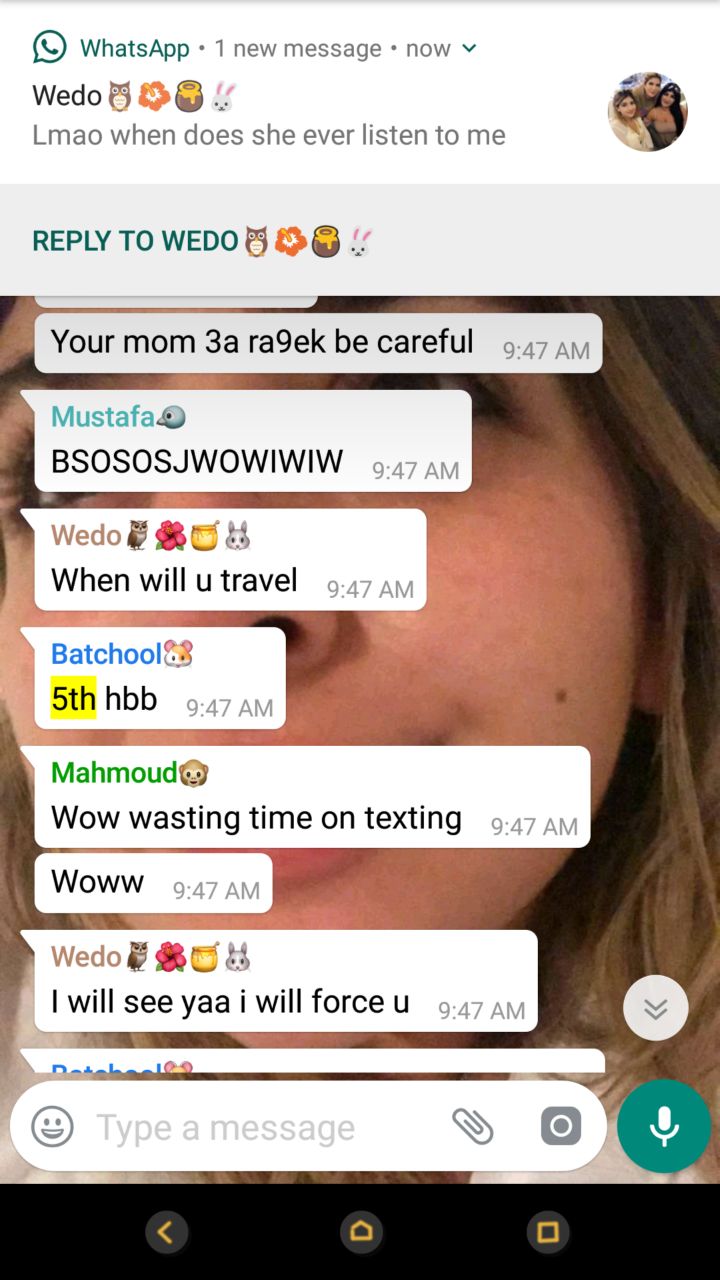 WhatsApp • 1 new message • now
Wedo🦉🌺🍯🐰
Lmao when does she ever listen to me
REPLY TO WEDO🦉🌺🍯🐰
Your mom 3a ra9ek be careful 9:47 AM
Mustafa🐦
BSOSOSJWOWIWIW 9:47 AM
Wedo🦉🌺🍯🐰
When will u travel 9:47 AM
Batchool🐹
5th hbb 9:47 AM
Mahmoud🐵
Wow wasting time on texting 9:47 AM
Woww 9:47 AM
Wedo🦉🌺🍯🐰
I will see yaa i will force u 9:47 AM
Batchool🐹
Type a message